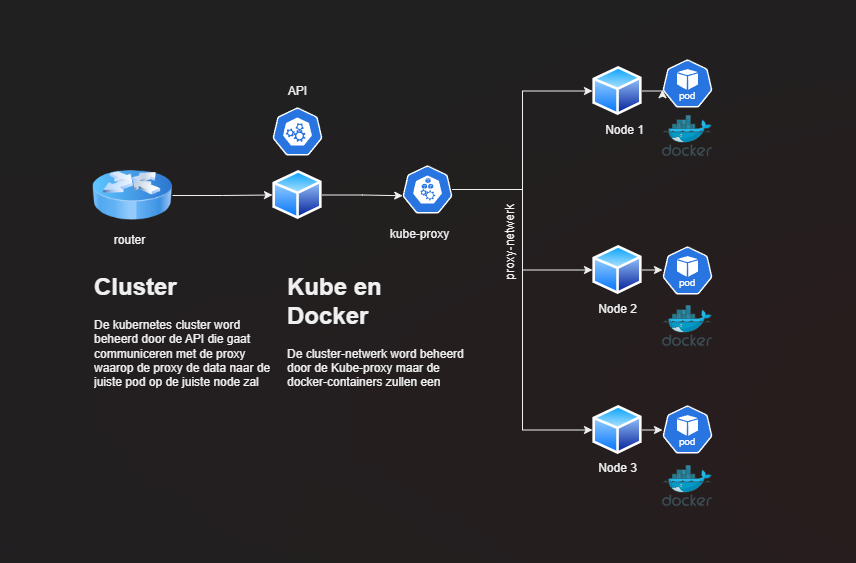 API
router
kube-proxy
proxy-netwerk
Node 1
pod
docker
Node 2
pod
docker
Node 3
pod
docker
Cluster
De kubernetes cluster word
beheerd door de API die gaat
communiceren met de proxy
waarop de proxy de data naar de
juiste pod op de juiste node zal
Kube en
Docker
De cluster-netwerk word beheerd
door de Kube-proxy maar de
docker-containers zullen een